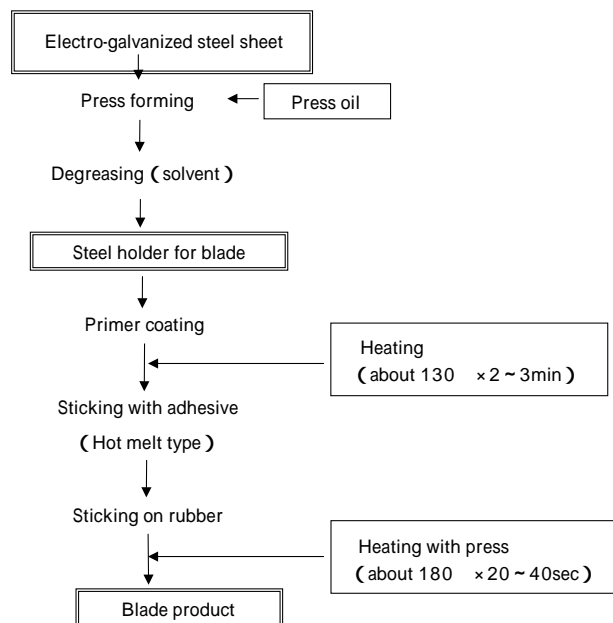 Electro-galvanized steel sheet
Press forming
Press oil
Degreasing (solvent)
Steel holder for blade
Primer coating
Heating
(about 130 ×2~3min)
Sticking with adhesive
(Hot melt type)
Sticking on rubber
Heating with press
(about 180 ×20~40sec)
Blade product